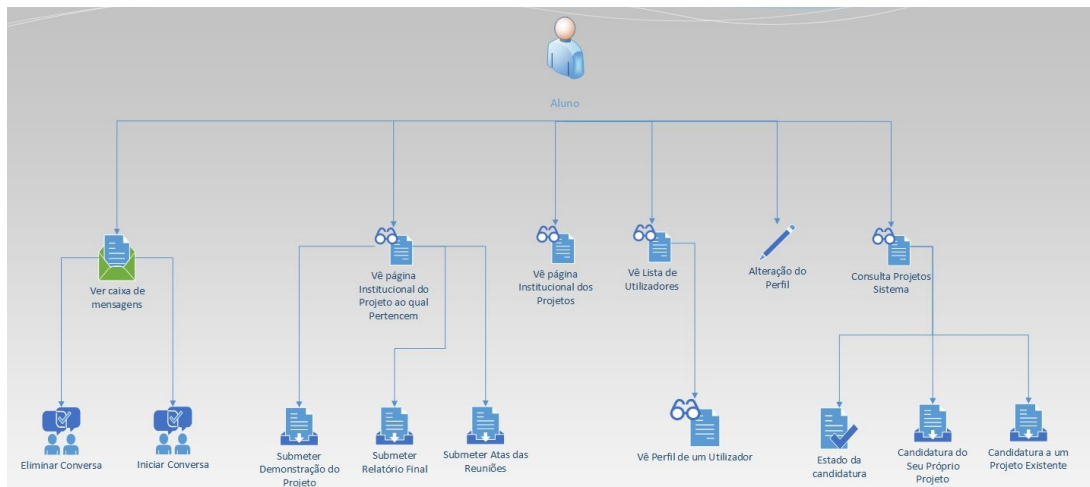 Aluno
Ver caixa de
mensagens
Vê página
Institucional do
Projeto ao qual
Pertencem
Vê página
Institucional dos
Projetos
Vê Lista de
Utilizadores
Alteração do
Perfil
Consulta Projetos
Sistema
Eliminar Conversa
Iniciar Conversa
Submeter
Demonstração do
Projeto
Submeter
Relatório Final
Submeter Atas das
Reuniões
Vê Perfil de um Utilizador
Estado da
candidatura
Candidatura do
Seu Próprio
Projeto
Candidatura a um
Projeto Existente